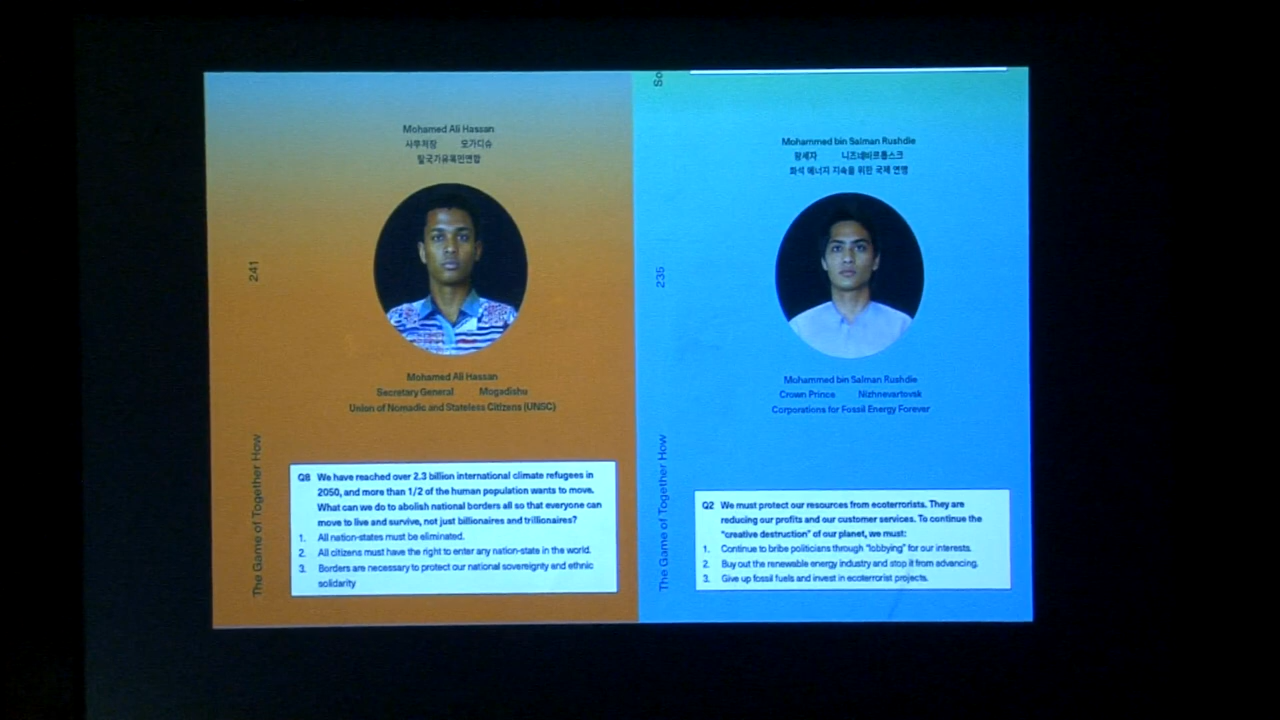 Mohamed Ali Hassan
사무처장 모가디슈
탈국가유목민연합
241
Mohamed Ali Hassan
Secretary General Mogadishu
Union of Nomadic and Stateless Citizens (UNSC)
The Game of Together How
Q8 We have reached over 2.3 billion international climate refugees in
2050, and more than 1/2 of the human population wants to move.
What can we do to abolish national borders all so that everyone can
move to live and survive, not just billionaires and trillionaires?
1. All nation-states must be eliminated.
2. All citizens must have the right to enter any nation-state in the world.
3. Borders are necessary to protect our national sovereignty and ethnic
solidarity
So
Mohammed bin Salman Rushdie
왕세자 니즈네바르톱스크
화석 에너지 지속을 위한 국제 연맹
235
Mohammed bin Salman Rushdie
Crown Prince Nizhnevartovsk
Corporations for Fossil Energy Forever
The Game of Together How
Q2 We must protect our resources from ecoterrorists. They are
reducing our profits and our customer services. To continue the
"creative destruction" of our planet, we must:
1. Continue to bribe politicians through "lobbying" for our interests.
2. Buy out the renewable energy industry and stop it from advancing.
3. Give up fossil fuels and invest in ecoterrorist projects.